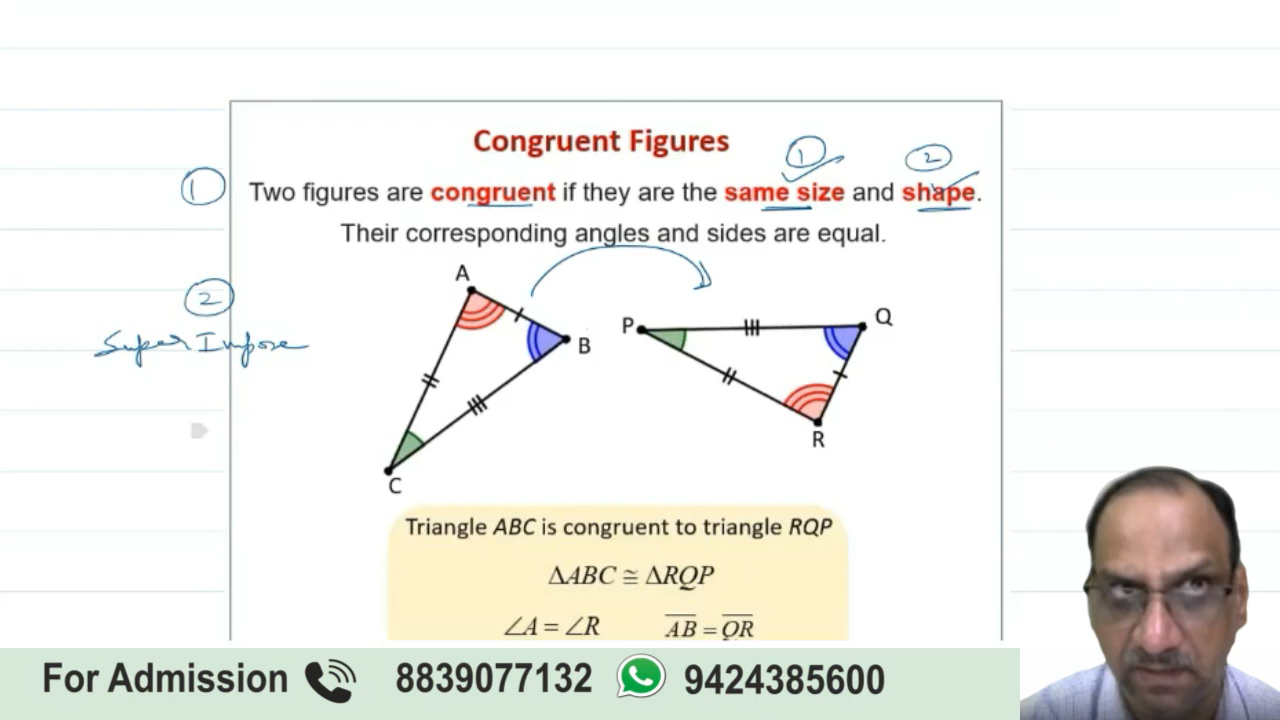 Congruent Figures
① ②
① Two figures are congruent if they are the same size and shape.
Their corresponding angles and sides are equal.
②
Super Impose
A
B
C
P
Q
R
Triangle ABC is congruent to triangle RQP
ΔABC ≅ ΔRQP
∠A = ∠R A̅B̅ = Q̅R̅
For Admission 8839077132 9424385600